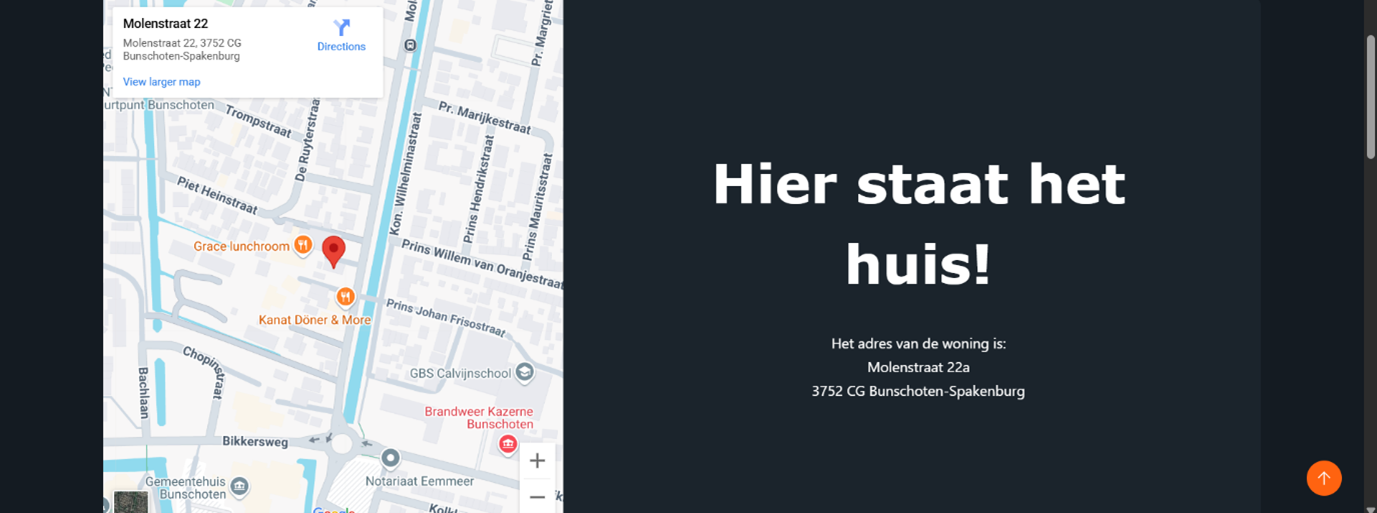 Molenstraat 22
Molenstraat 22, 3752 CG
Bunschoten-Spakenburg
Directions
View larger map
urtpunt Bunschoten
Trompstraat
De Ruyterstraat
Piet Heinstraat
Kon. Wilhelminastraat
Pr. Marijkestraat
Pr. Margriet
Prins Hendrikstraat
Prins Mauritsstraat
Grace lunchroom
Prins Willem van Oranjestraat
Kanat Döner & More
Prins Johan Frisostraat
Chopinstraat
Bachlaan
GBS Calvijnschool
Brandweer Kazerne
Bunschoten
Bikkersweg
Gemeentehuis
Bunschoten
Notariaat Eemmeer
Google
Hier staat het
huis!
Het adres van de woning is:
Molenstraat 22a
3752 CG Bunschoten-Spakenburg